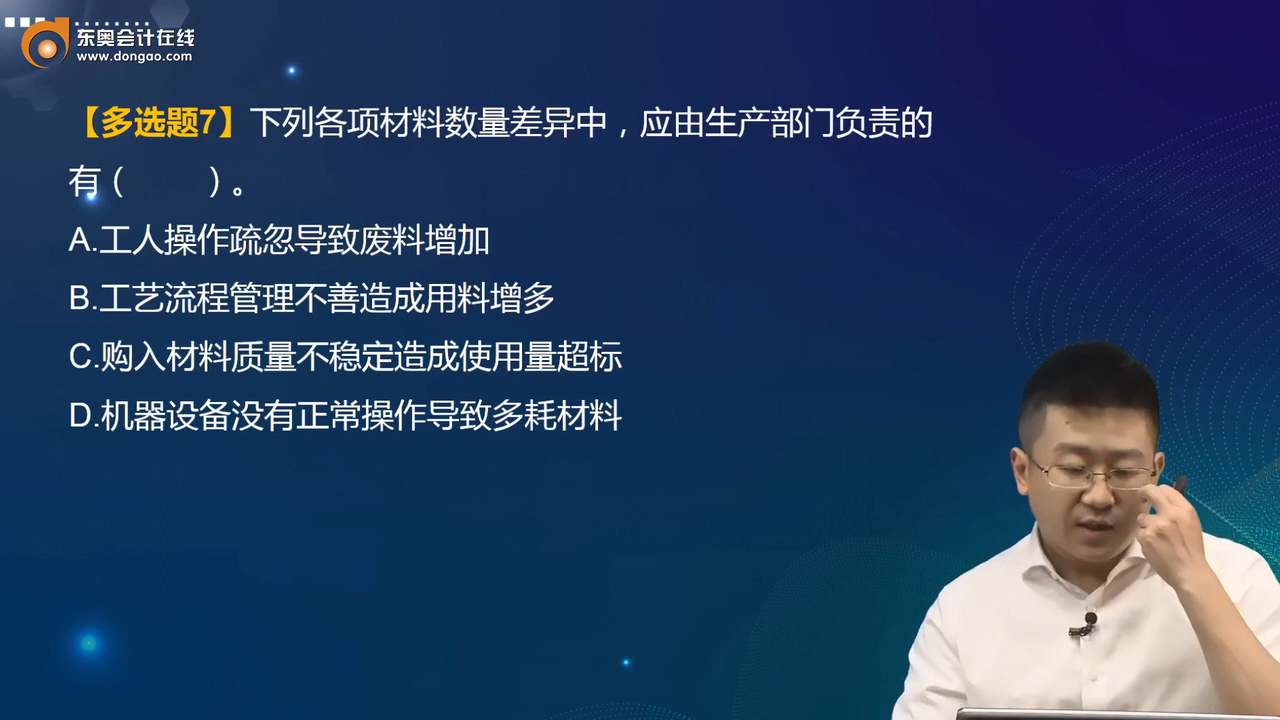 东奥会计在线
www.dongao.com
【多选题7】下列各项材料数量差异中，应由生产部门负责的
有（　　）。
A.工人操作疏忽导致废料增加
B.工艺流程管理不善造成用料增多
C.购入材料质量不稳定造成使用量超标
D.机器设备没有正常操作导致多耗材料